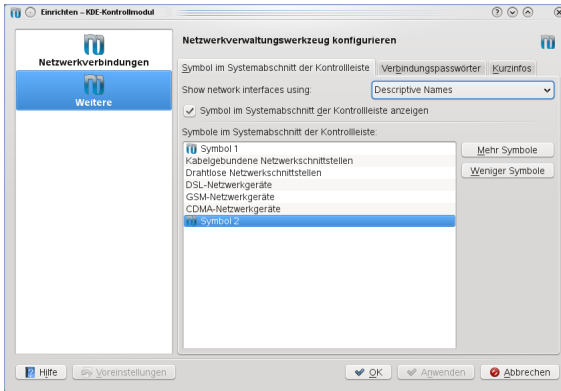 Einrichten – KDE-Kontrollmodul
Netzwerkverbindungen
Weitere
Netzwerkverwaltungswerkzeug konfigurieren
Symbol im Systemabschnitt der Kontrollleiste
Verbindungspasswörter
Kurzinfos
Show network interfaces using:
Descriptive Names
Symbol im Systemabschnitt der Kontrollleiste anzeigen
Symbole im Systemabschnitt der Kontrollleiste:
Symbol 1
Kabelgebundene Netzwerkschnittstellen
Drahtlose Netzwerkschnittstellen
DSL-Netzwerkgeräte
GSM-Netzwerkgeräte
CDMA-Netzwerkgeräte
Symbol 2
Mehr Symbole
Weniger Symbole
Hilfe
Voreinstellungen
OK
Anwenden
Abbrechen